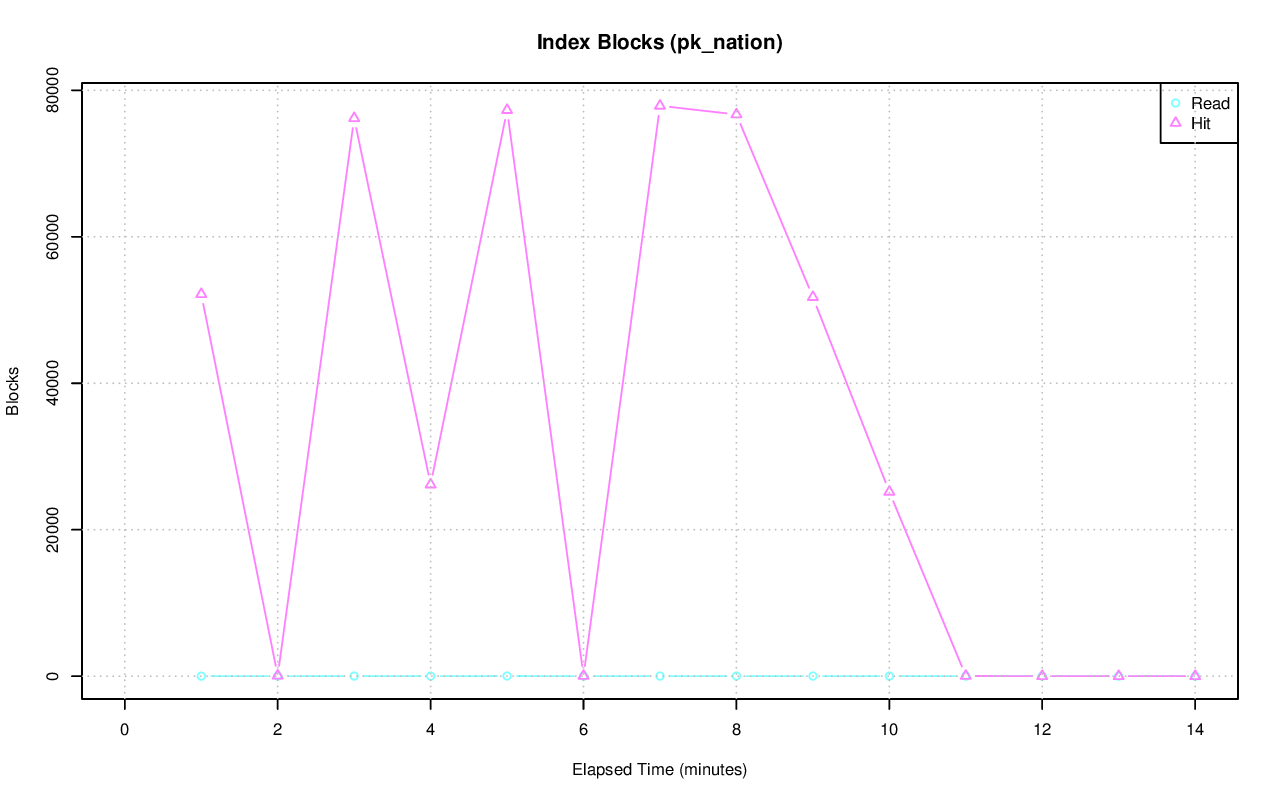 Index Blocks (pk_nation)
Read
Hit
Blocks
80000
60000
40000
20000
0
0 2 4 6 8 10 12 14
Elapsed Time (minutes)